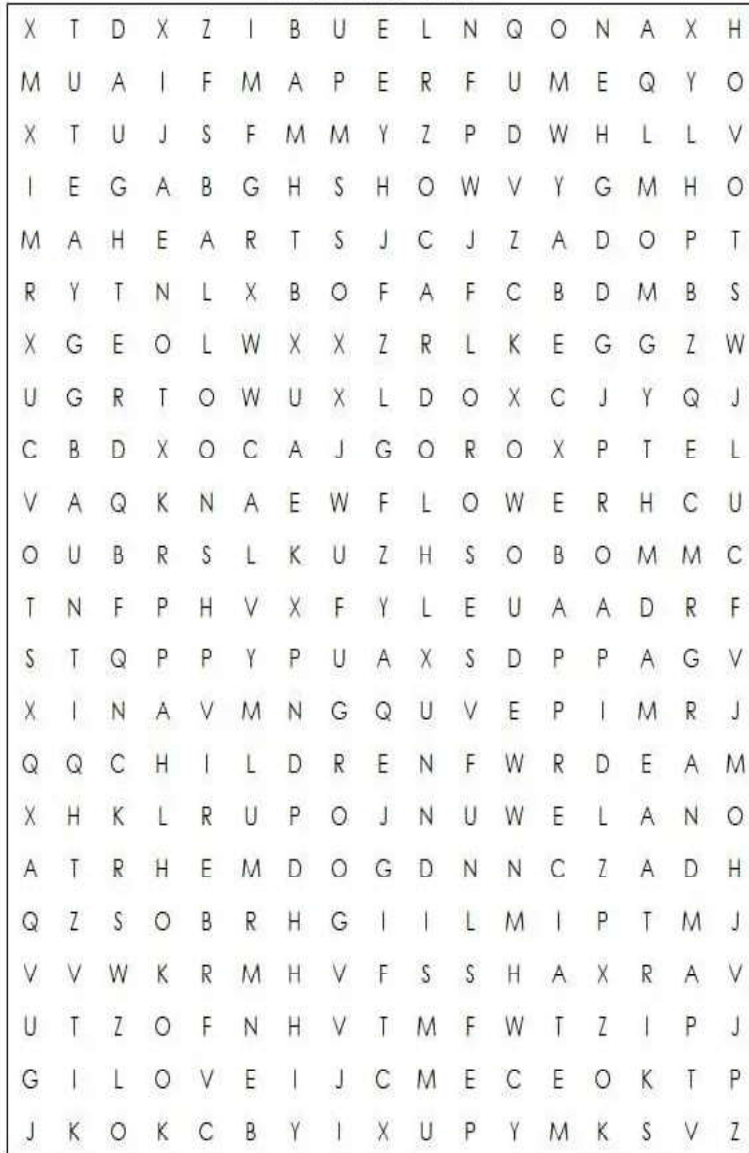 X T D X Z I B U E L N Q O N A X H
M U A I F M A P E R F U M E Q Y O
X T U J S F M M Y Z P D W H L L V
I E G A B G H S H O W V Y G M H O
M A H E A R T S J C J Z A D O P T
R Y T N L X B O F A F C B D M B S
X G E O L W X X Z R L K E G G Z W
U G R T O W U X L D O X C J Y Q J
C B D X O C A J G O R O X P T E L
V A Q K N A E W F L O W E R H C U
O U B R S L K U Z H S O B O M M C
T N F P H V X F Y L E U A A D R F
S T Q P P Y P U A X S D P P A G V
X I N A V M N G Q U V E P I M R J
Q Q C H I L D R E N F W R D E A M
X H K L R U P O J N U W E L A N O
A T R H E M D O G D N N C Z A D H
Q Z S O B R H G I I L M I P T M J
V V W K R M H V F S S H A X R A V
U T Z O F N H V T M F W T Z I P J
G I L O V E I J C M E C E O K T P
J K O K C B Y I X U P Y M K S V Z